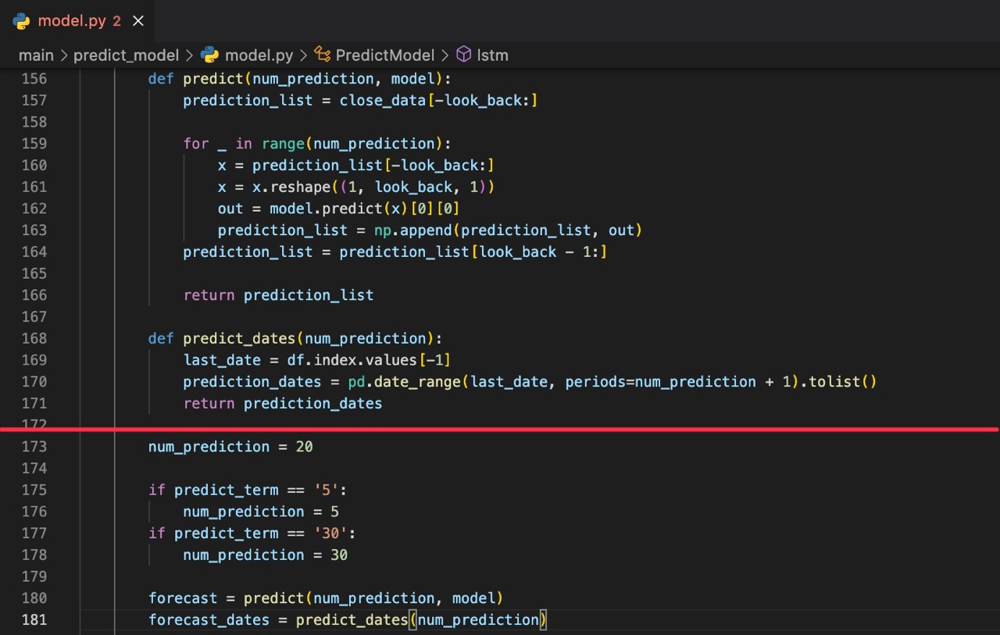 model.py 2 ×
main > predict_model > model.py > PredictModel > lstm
156 def predict(num_prediction, model):
157 prediction_list = close_data[-look_back:]
158
159 for _ in range(num_prediction):
160 x = prediction_list[-look_back:]
161 x = x.reshape((1, look_back, 1))
162 out = model.predict(x)[0][0]
163 prediction_list = np.append(prediction_list, out)
164 prediction_list = prediction_list[look_back - 1:]
165
166 return prediction_list
167
168 def predict_dates(num_prediction):
169 last_date = df.index.values[-1]
170 prediction_dates = pd.date_range(last_date, periods=num_prediction + 1).tolist()
171 return prediction_dates
172
173 num_prediction = 20
174
175 if predict_term == '5':
176 num_prediction = 5
177 if predict_term == '30':
178 num_prediction = 30
179
180 forecast = predict(num_prediction, model)
181 forecast_dates = predict_dates(num_prediction)